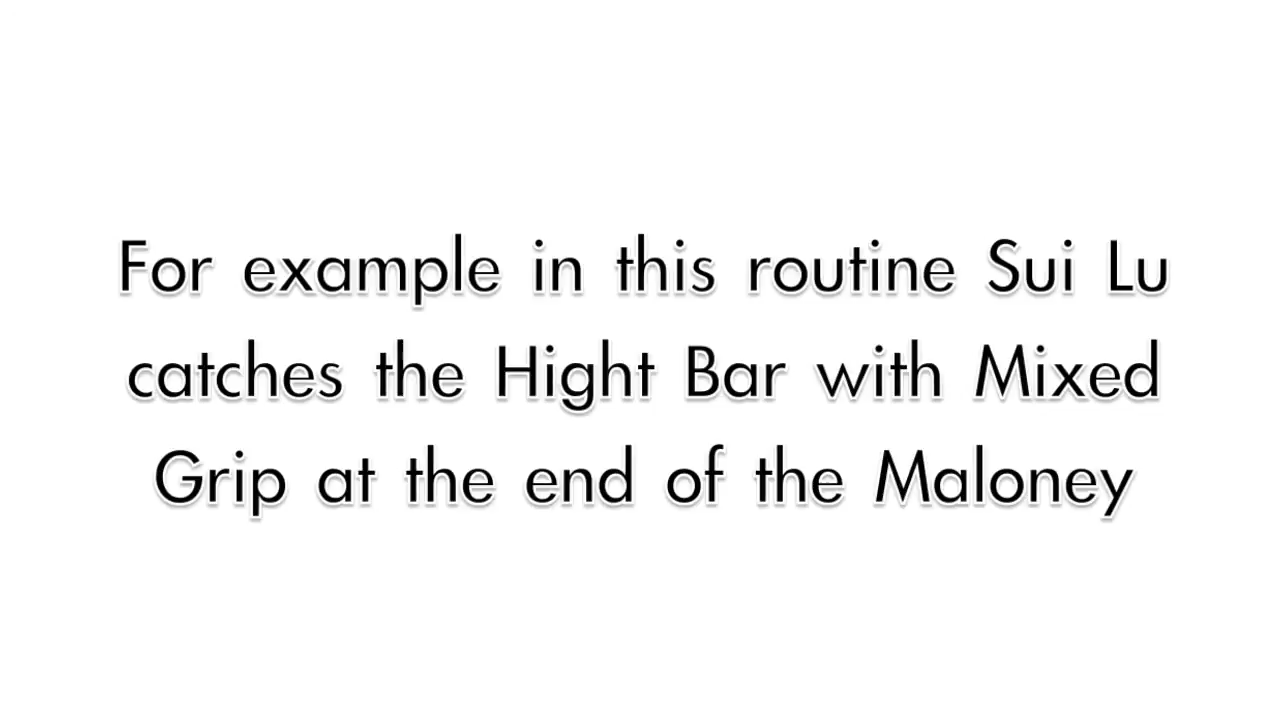 For example in this routine Sui Lu
catches the Hight Bar with Mixed
Grip at the end of the Maloney